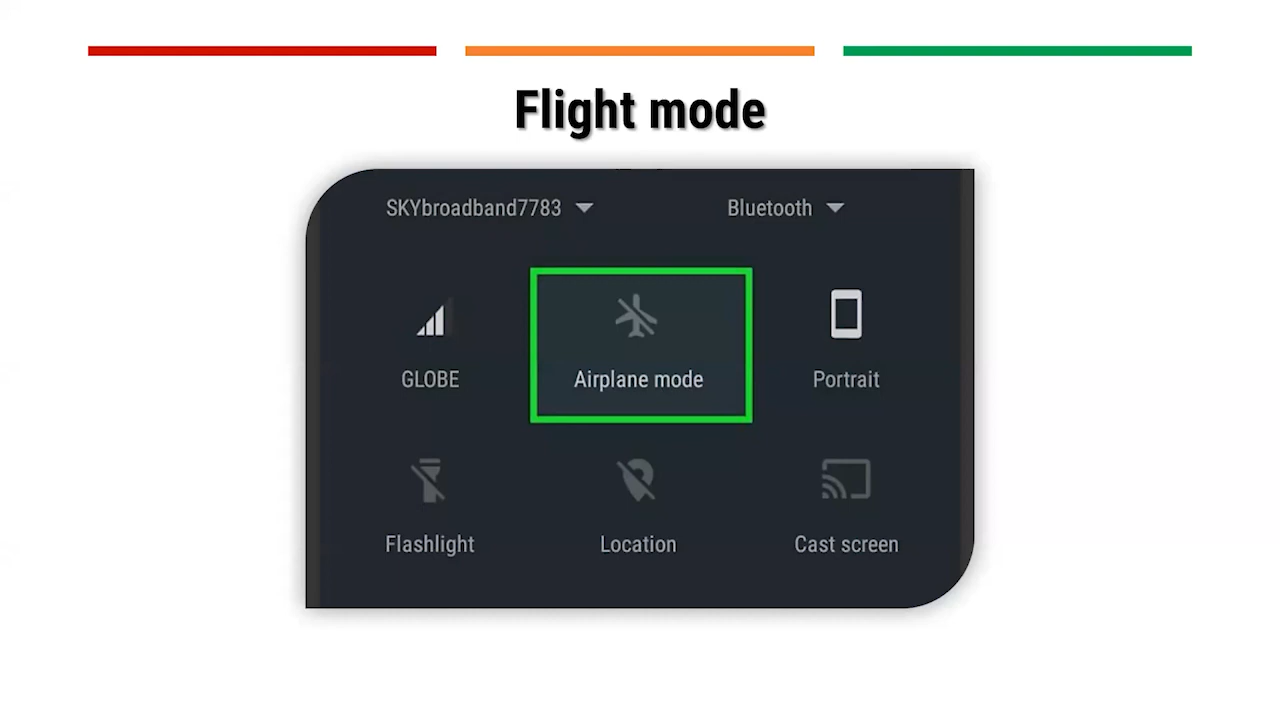 Flight mode
SKYbroadband7783 Bluetooth
GLOBE Airplane mode Portrait
Flashlight Location Cast screen